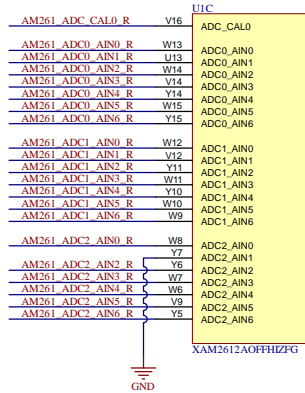 U1C
AM261_ADC_CAL0_R V16 ADC_CAL0
AM261_ADC0_AIN0_R W13 ADC0_AIN0
AM261_ADC0_AIN1_R U13 ADC0_AIN1
AM261_ADC0_AIN2_R W14 ADC0_AIN2
AM261_ADC0_AIN3_R V14 ADC0_AIN3
AM261_ADC0_AIN4_R Y14 ADC0_AIN4
AM261_ADC0_AIN5_R W15 ADC0_AIN5
AM261_ADC0_AIN6_R Y15 ADC0_AIN6
AM261_ADC1_AIN0_R W12 ADC1_AIN0
AM261_ADC1_AIN1_R V12 ADC1_AIN1
AM261_ADC1_AIN2_R Y11 ADC1_AIN2
AM261_ADC1_AIN3_R W11 ADC1_AIN3
AM261_ADC1_AIN4_R Y10 ADC1_AIN4
AM261_ADC1_AIN5_R W10 ADC1_AIN5
AM261_ADC1_AIN6_R W9 ADC1_AIN6
AM261_ADC2_AIN0_R W8 ADC2_AIN0
Y7 ADC2_AIN1
AM261_ADC2_AIN2_R Y6 ADC2_AIN2
AM261_ADC2_AIN3_R W7 ADC2_AIN3
AM261_ADC2_AIN4_R W6 ADC2_AIN4
AM261_ADC2_AIN5_R V9 ADC2_AIN5
AM261_ADC2_AIN6_R Y5 ADC2_AIN6
XAM2612AOFFHIZFG
GND